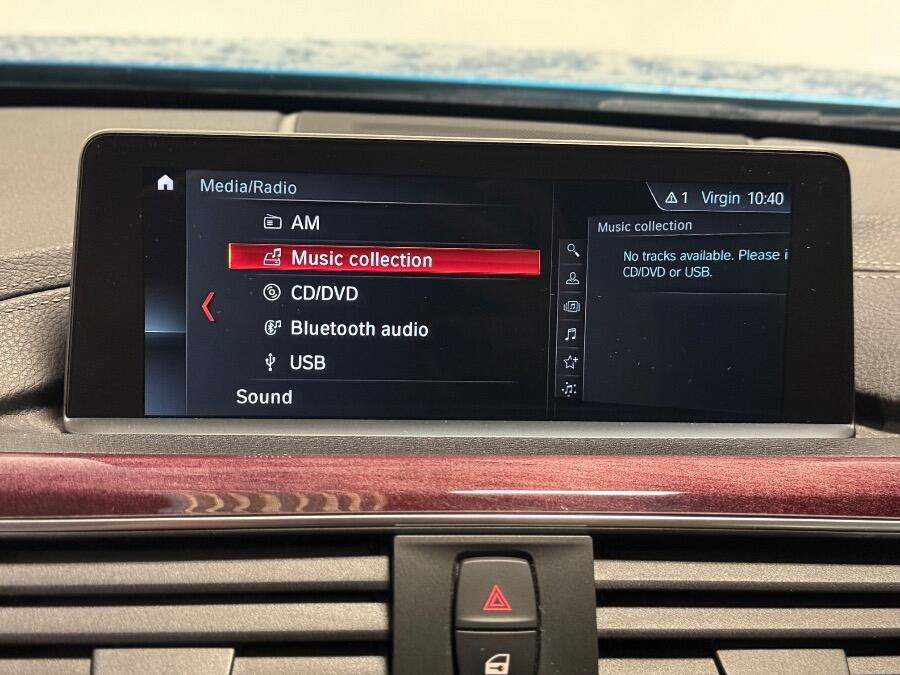 Media/Radio
1 Virgin 10:40
AM
Music collection
CD/DVD
Bluetooth audio
USB
Sound
Music collection
No tracks available. Please i
CD/DVD or USB.